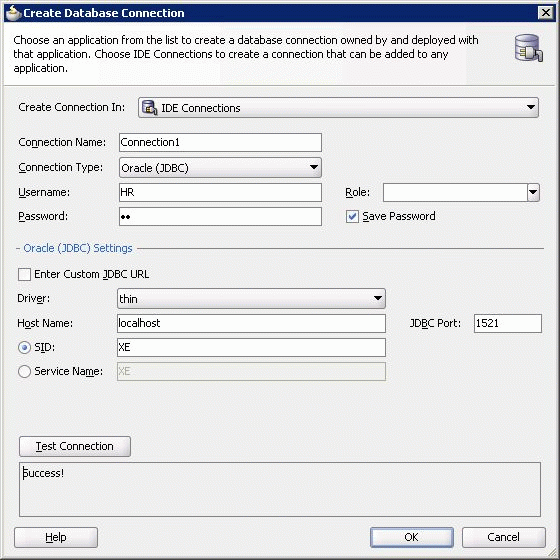 Create Database Connection
Choose an application from the list to create a database connection owned by and deployed with
that application. Choose IDE Connections to create a connection that can be added to any
application.
Create Connection In: IDE Connections
Connection Name: Connection1
Connection Type: Oracle (JDBC)
Username: HR Role:
Password: •• Save Password
Oracle (JDBC) Settings
Enter Custom JDBC URL
Driver: thin
Host Name: localhost JDBC Port: 1521
SID: XE
Service Name: XE
Test Connection
Success!
Help OK Cancel